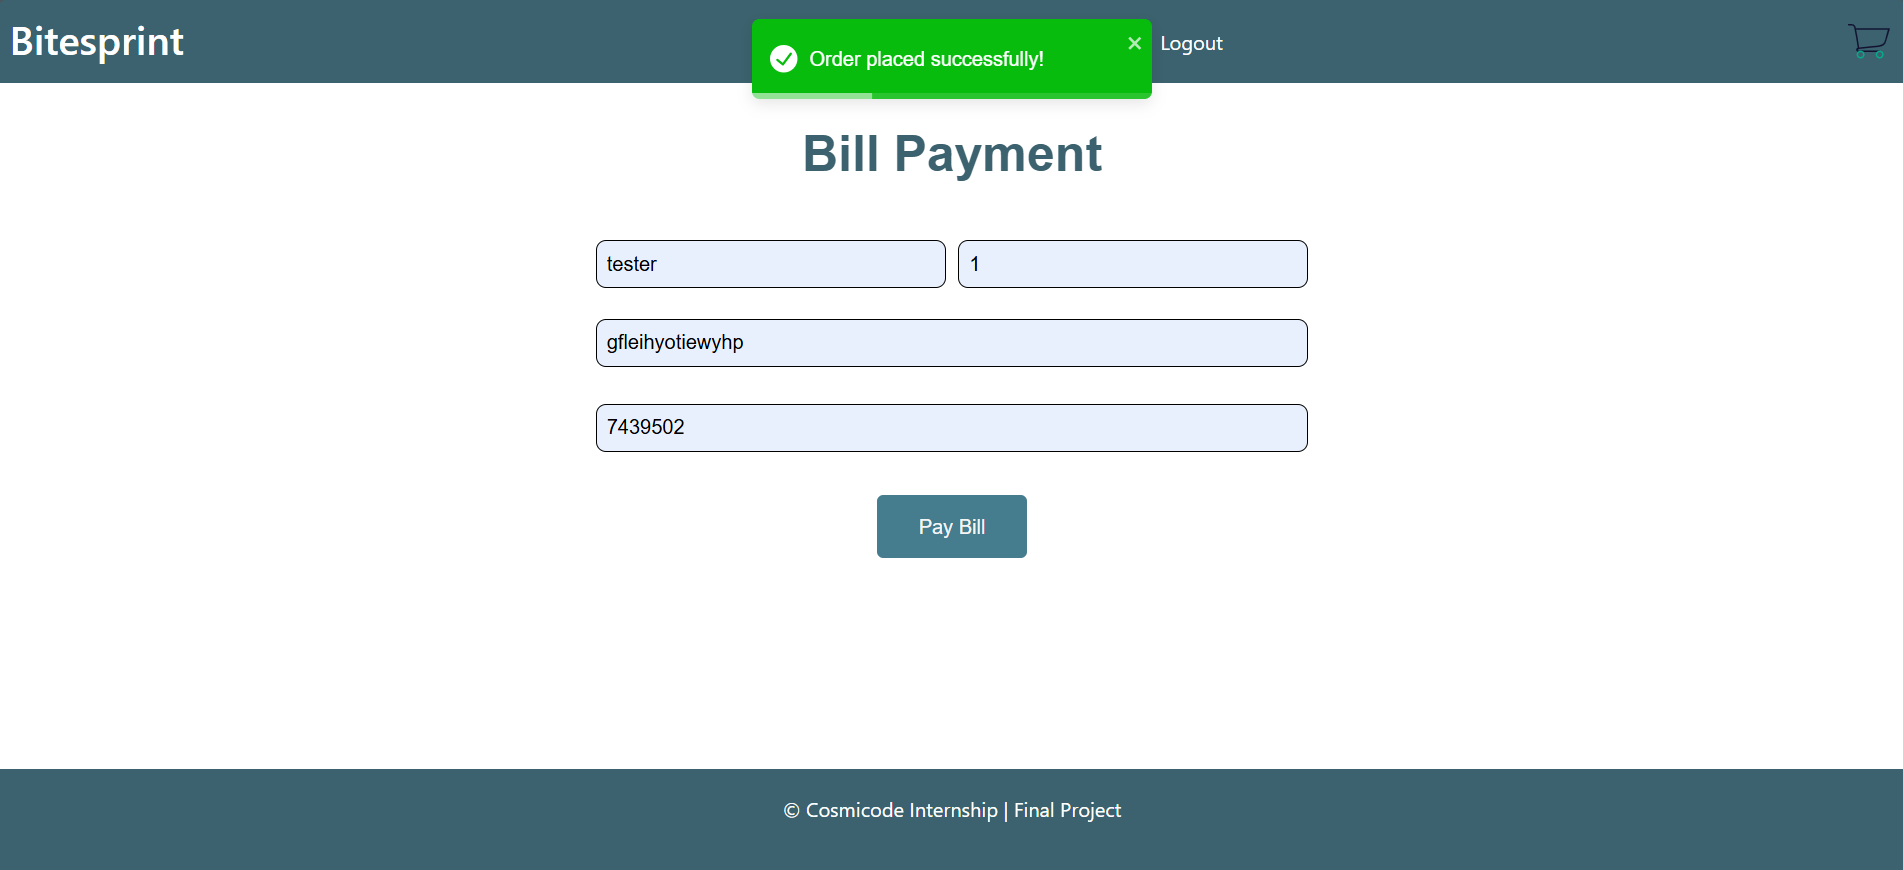 Bitesprint
Order placed successfully!
Logout
Bill Payment
tester
1
gfleihyotiewyhp
7439502
Pay Bill
© Cosmicode Internship | Final Project